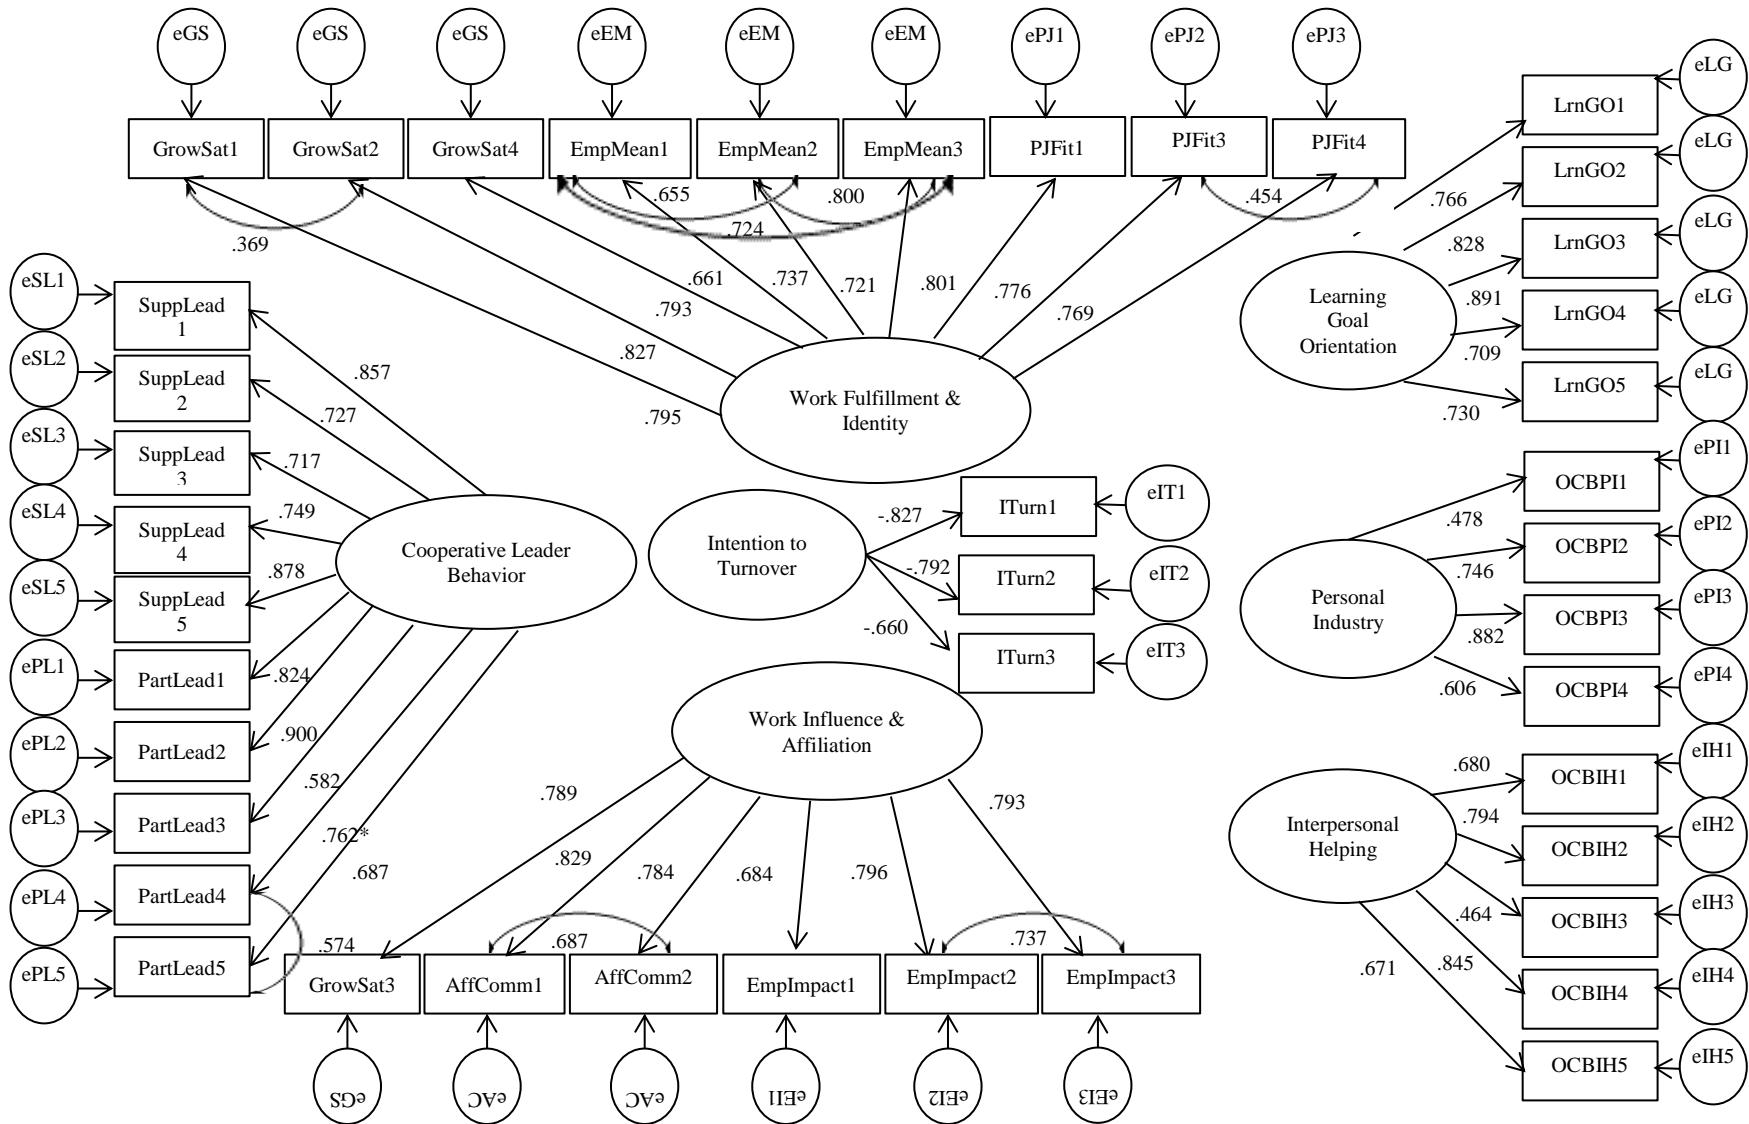 eGS
eGS
eGS
eEM
eEM
eEM
ePJ1
ePJ2
ePJ3
GrowSat1
GrowSat2
GrowSat4
EmpMean1
EmpMean2
EmpMean3
PJFit1
PJFit3
PJFit4
.369
.655
.724
.800
.454
.661
.737
.721
.801
.776
.769
.793
.827
.795
Work Fulfillment &
Identity
eLG
eLG
eLG
eLG
eLG
LrnGO1
LrnGO2
LrnGO3
LrnGO4
LrnGO5
.766
.828
.891
.709
.730
Learning
Goal
Orientation
eSL1
eSL2
eSL3
eSL4
eSL5
ePL1
ePL2
ePL3
ePL4
ePL5
SuppLead
1
SuppLead
2
SuppLead
3
SuppLead
4
SuppLead
5
PartLead1
PartLead2
PartLead3
PartLead4
PartLead5
.857
.727
.717
.749
.878
.824
.900
.582
.762*
.687
.574
Cooperative Leader
Behavior
Intention to
Turnover
-.827
-.792
-.660
ITurn1
ITurn2
ITurn3
eIT1
eIT2
eIT3
Personal
Industry
.478
.746
.882
.606
OCBPI1
OCBPI2
OCBPI3
OCBPI4
ePI1
ePI2
ePI3
ePI4
Work Influence &
Affiliation
.789
.829
.784
.684
.796
.793
.687
.737
GrowSat3
AffComm1
AffComm2
EmpImpact1
EmpImpact2
EmpImpact3
eGS
eAC
eAC
eEI1
eEI2
eEI3
Interpersonal
Helping
.680
.794
.464
.845
.671
OCBIH1
OCBIH2
OCBIH3
OCBIH4
OCBIH5
eIH1
eIH2
eIH3
eIH4
eIH5